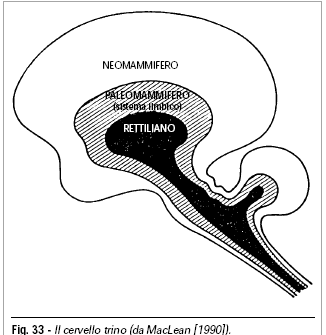 NEOMAMMIFERO
PALEOMAMMIFERO
(sistema limbico)
RETTILIANO
Fig. 33 - Il cervello trino (da MacLean [1990]).